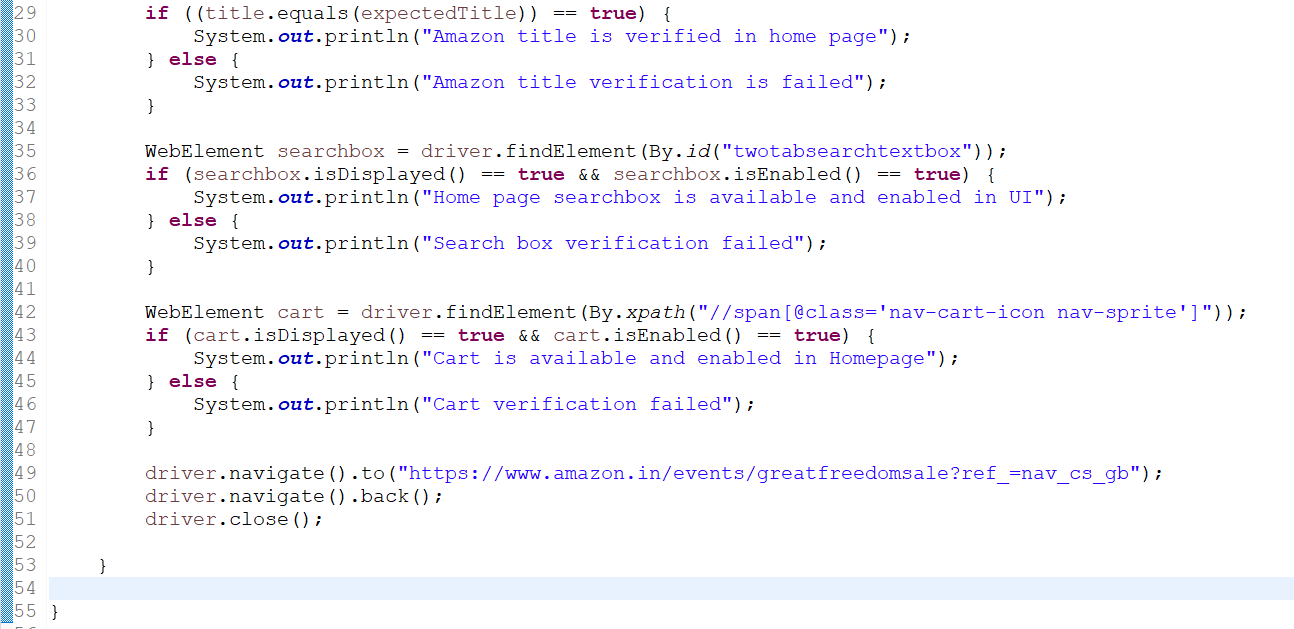 29         if ((title.equals(expectedTitle)) == true) {
30             System.out.println("Amazon title is verified in home page");
31         } else {
32             System.out.println("Amazon title verification is failed");
33         }
34
35         WebElement searchbox = driver.findElement(By.id("twotabsearchtextbox"));
36         if (searchbox.isDisplayed() == true && searchbox.isEnabled() == true) {
37             System.out.println("Home page searchbox is available and enabled in UI");
38         } else {
39             System.out.println("Search box verification failed");
40         }
41
42         WebElement cart = driver.findElement(By.xpath("//span[@class='nav-cart-icon nav-sprite']"));
43         if (cart.isDisplayed() == true && cart.isEnabled() == true) {
44             System.out.println("Cart is available and enabled in Homepage");
45         } else {
46             System.out.println("Cart verification failed");
47         }
48
49         driver.navigate().to("https://www.amazon.in/events/greatfreedomsale?ref_=nav_cs_gb");
50         driver.navigate().back();
51         driver.close();
52
53     }
54
55 }